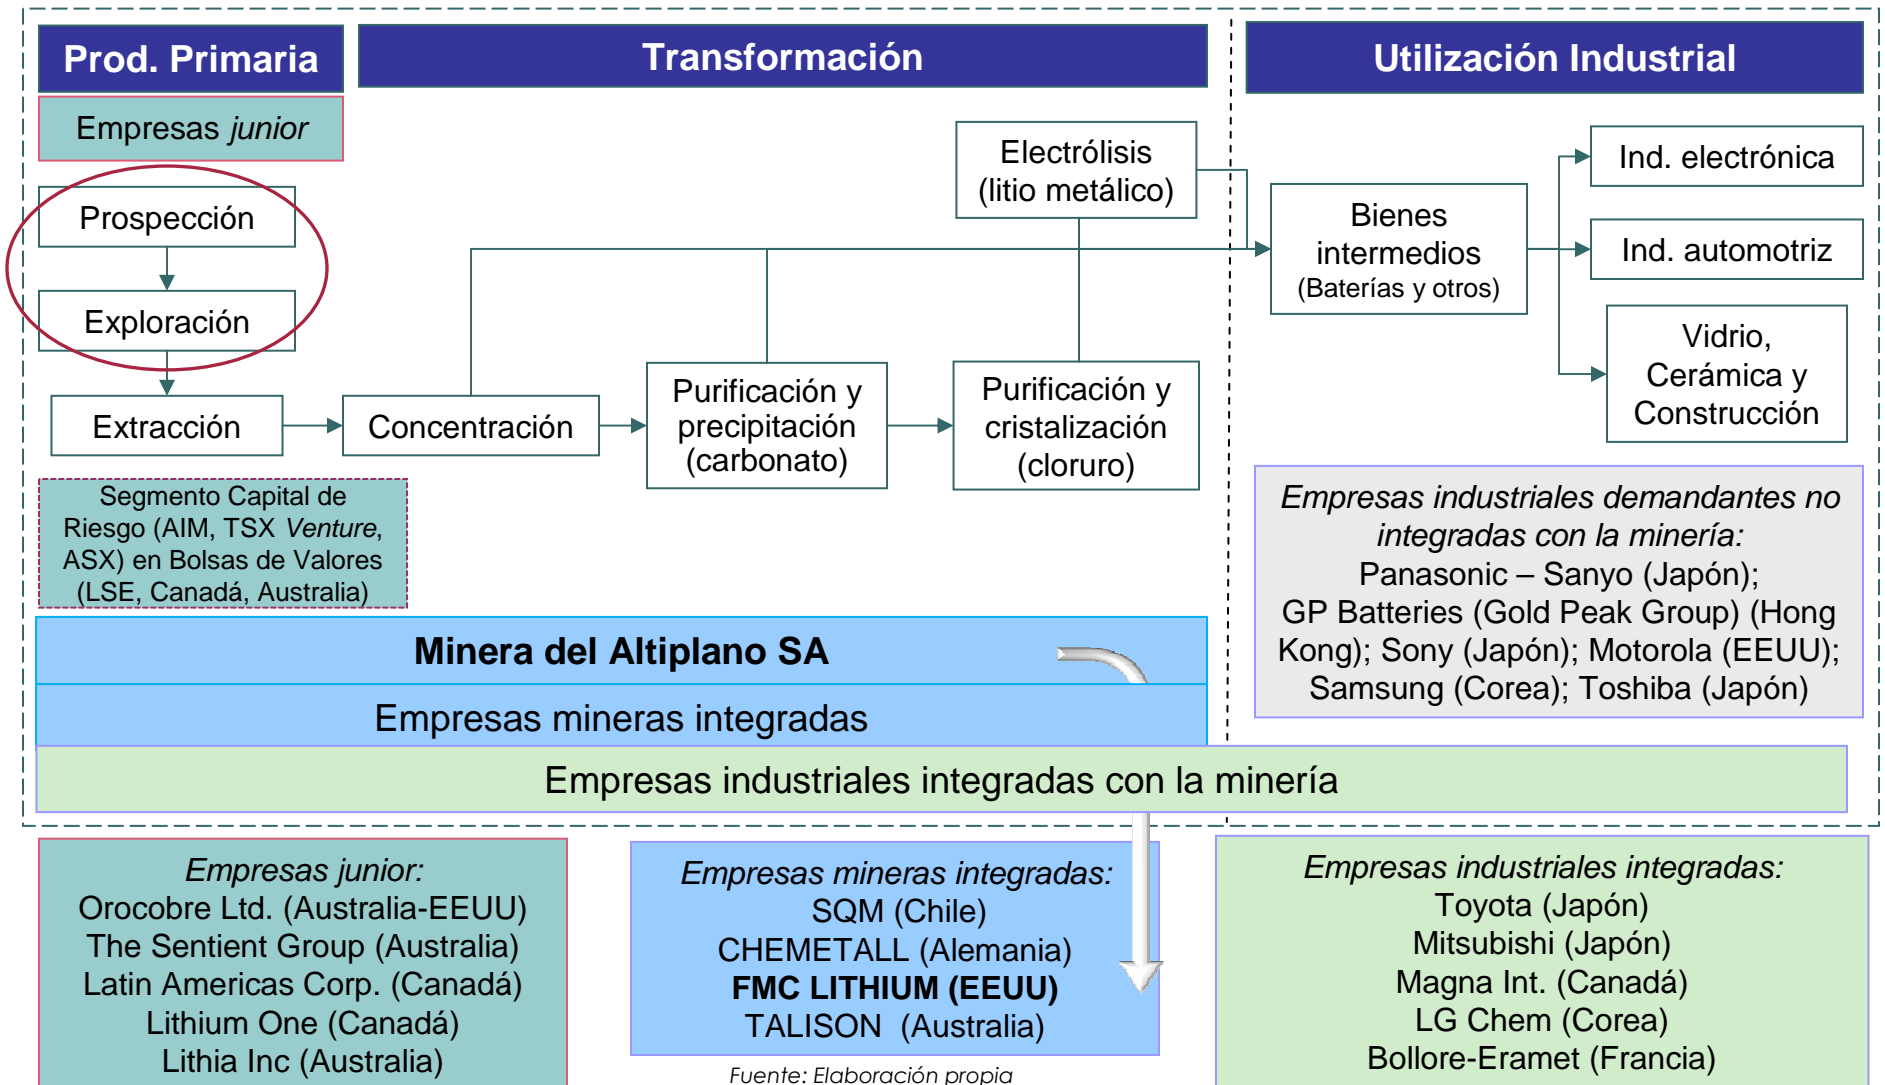 Prod. Primaria
Transformación
Utilización Industrial
Empresas junior
Prospección
Exploración
Extracción
Concentración
Purificación y
precipitación
(carbonato)
Purificación y
cristalización
(cloruro)
Electrólisis
(litio metálico)
Bienes
intermedios
(Baterías y otros)
Ind. electrónica
Ind. automotriz
Vidrio,
Cerámica y
Construcción
Segmento Capital de
Riesgo (AIM, TSX Venture,
ASX) en Bolsas de Valores
(LSE, Canadá, Australia)
Empresas industriales demandantes no
integradas con la minería:
Panasonic – Sanyo (Japón);
GP Batteries (Gold Peak Group) (Hong
Kong); Sony (Japón); Motorola (EEUU);
Samsung (Corea); Toshiba (Japón)
Minera del Altiplano SA
Empresas mineras integradas
Empresas industriales integradas con la minería
Empresas junior:
Orocobre Ltd. (Australia-EEUU)
The Sentient Group (Australia)
Latin Americas Corp. (Canadá)
Lithium One (Canadá)
Lithia Inc (Australia)
Empresas mineras integradas:
SQM (Chile)
CHEMETALL (Alemania)
FMC LITHIUM (EEUU)
TALISON (Australia)
Fuente: Elaboración propia
Empresas industriales integradas:
Toyota (Japón)
Mitsubishi (Japón)
Magna Int. (Canadá)
LG Chem (Corea)
Bollore-Eramet (Francia)